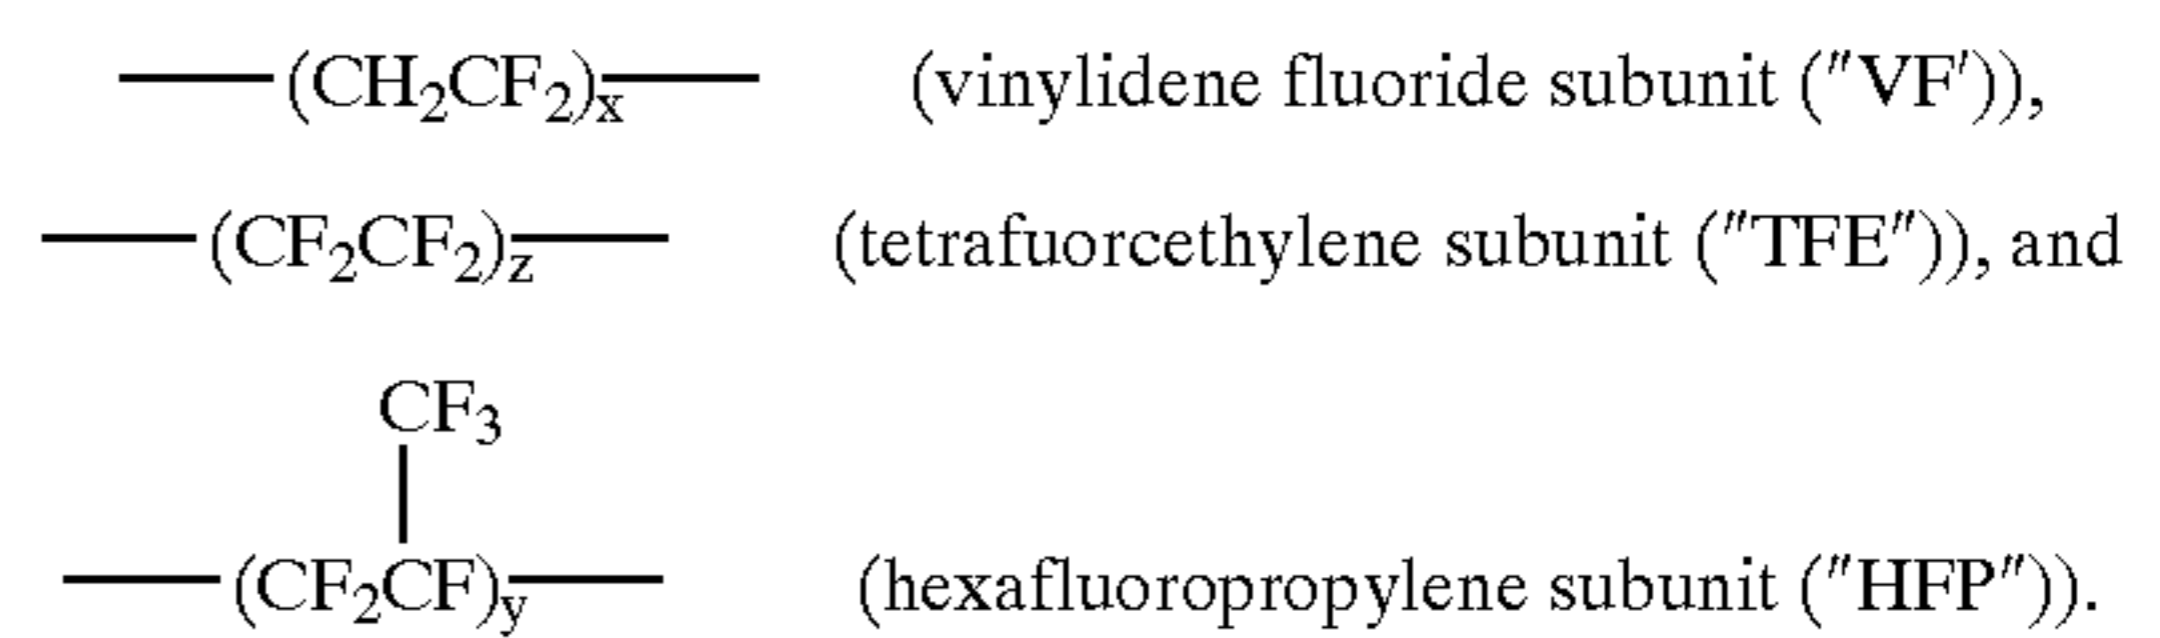 —(CH₂CF₂)ₓ— (vinylidene fluoride subunit ("VF')),
—(CF₂CF₂)z— (tetrafuorcethylene subunit ("TFE")), and
CF₃
—(CF₂CF)y— (hexafluoropropylene subunit ("HFP")).